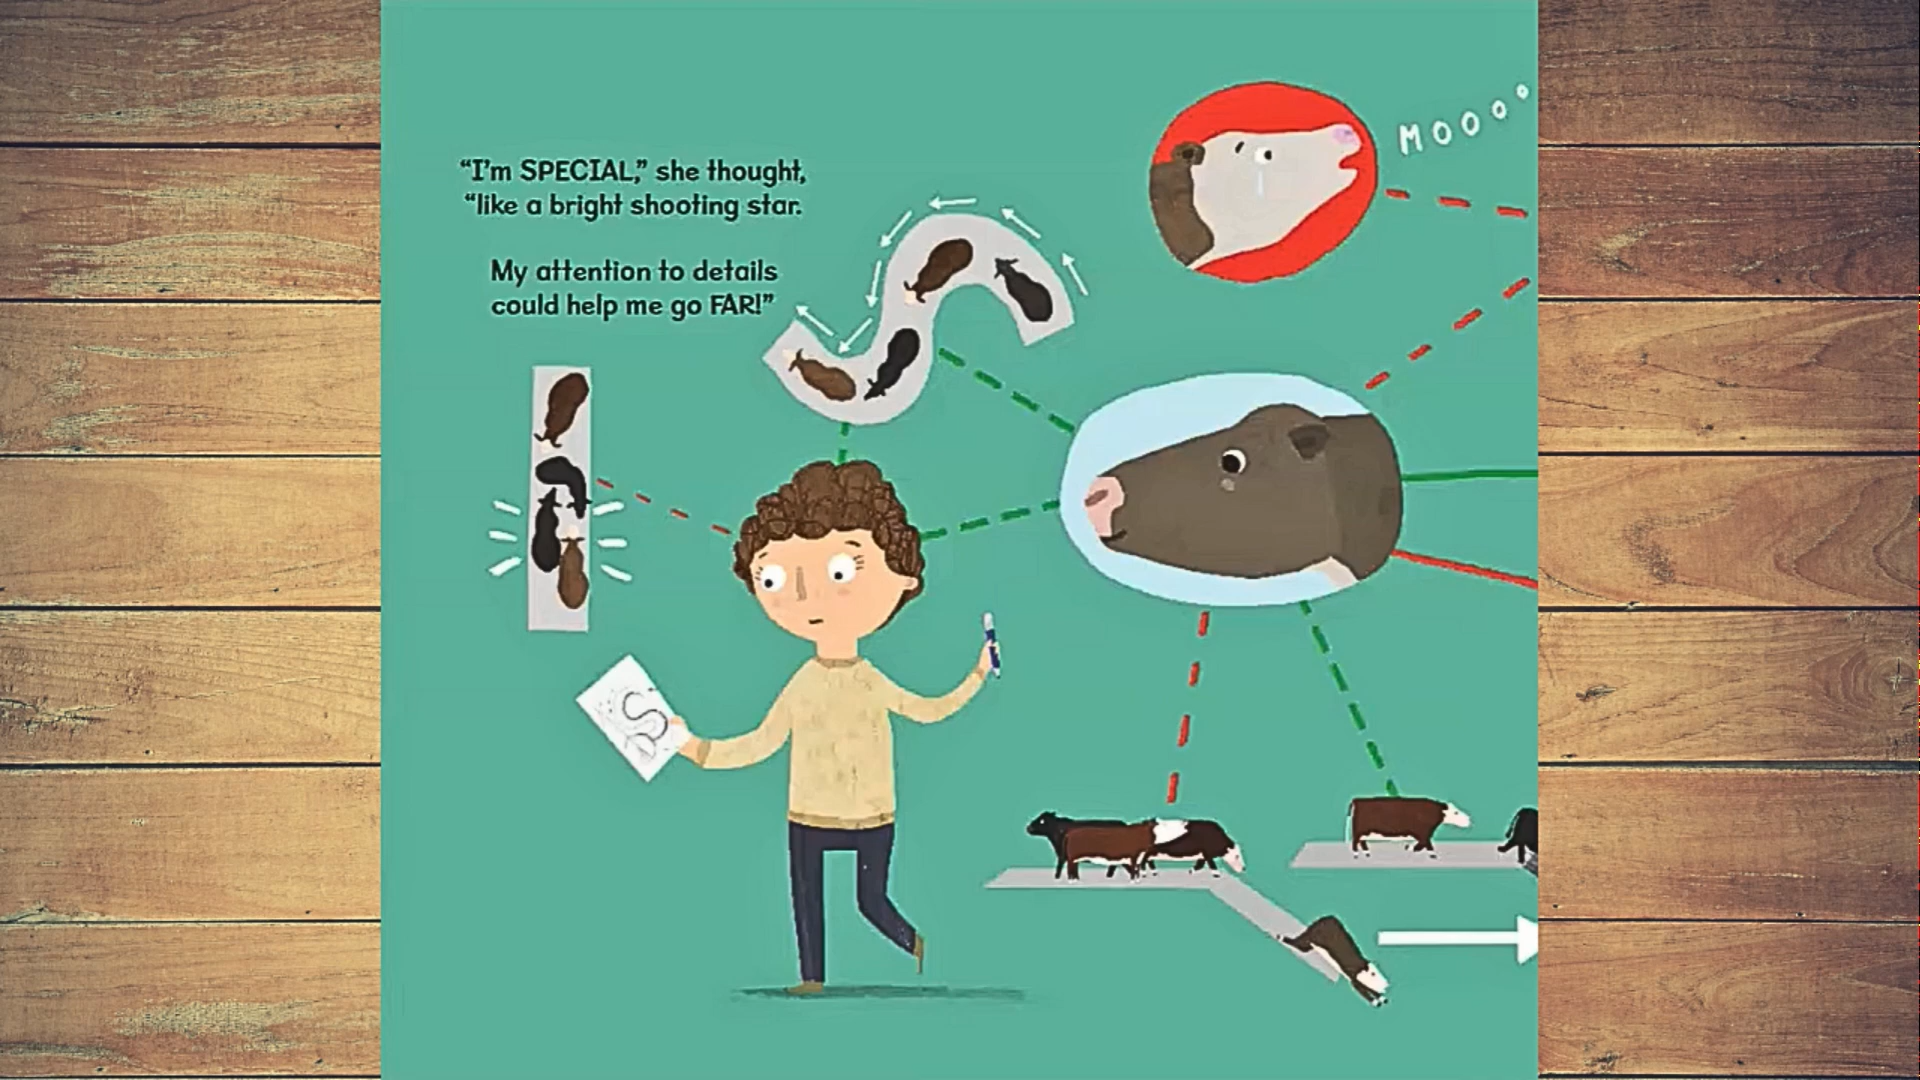 “I’m SPECIAL,” she thought,
“like a bright shooting star.
My attention to details
could help me go FAR!”
MOOOO